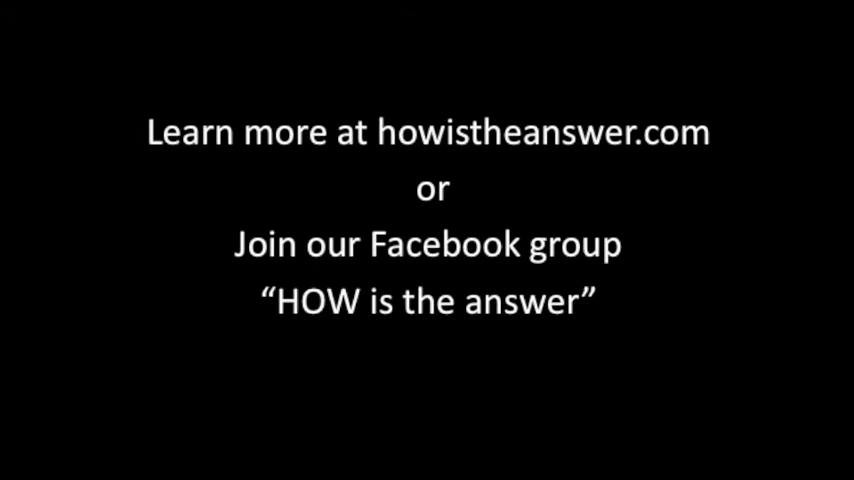 Learn more at howistheanswer.com
or
Join our Facebook group
“HOW is the answer”